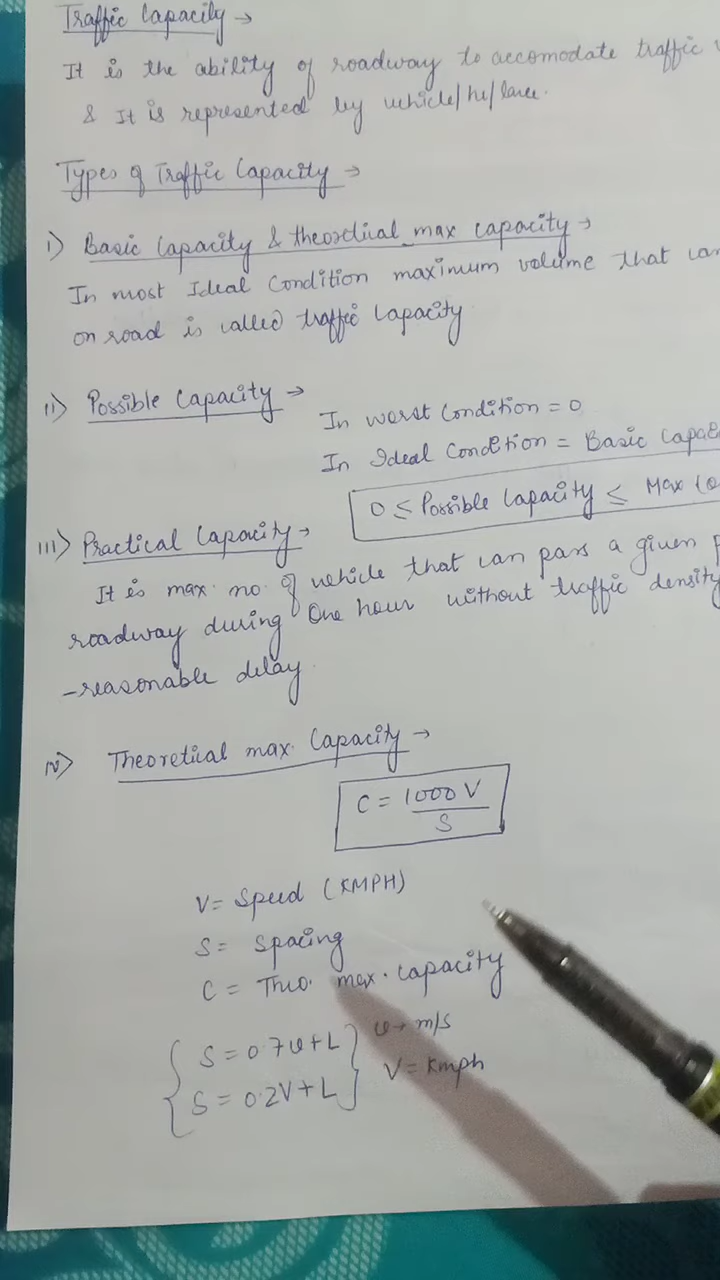 Traffic Capacity →
It is the ability of roadway to accomodate traffic
& It is represented by vehicle/hr/lane.
Types of Traffic Capacity →
i) Basic Capacity & theoretical max capacity →
In most Ideal Condition maximum volume that can
on road is called traffic Capacity
ii) Possible Capacity →
In worst Condition = 0
In Ideal Condition = Basic Capac
0 ≤ Possible Capacity ≤ Max
iii) Practical Capacity →
It is max. no. of vehicle that can pass a given
roadway during One hour without traffic density
-reasonable delay.
iv) Theoretical max. Capacity →
C = 1000 V
S
V= Speed (KMPH)
S = Spacing
C = Theo. max. capacity
S = 0.7v+L v→ m/s
S = 0.2V+L V= Kmph